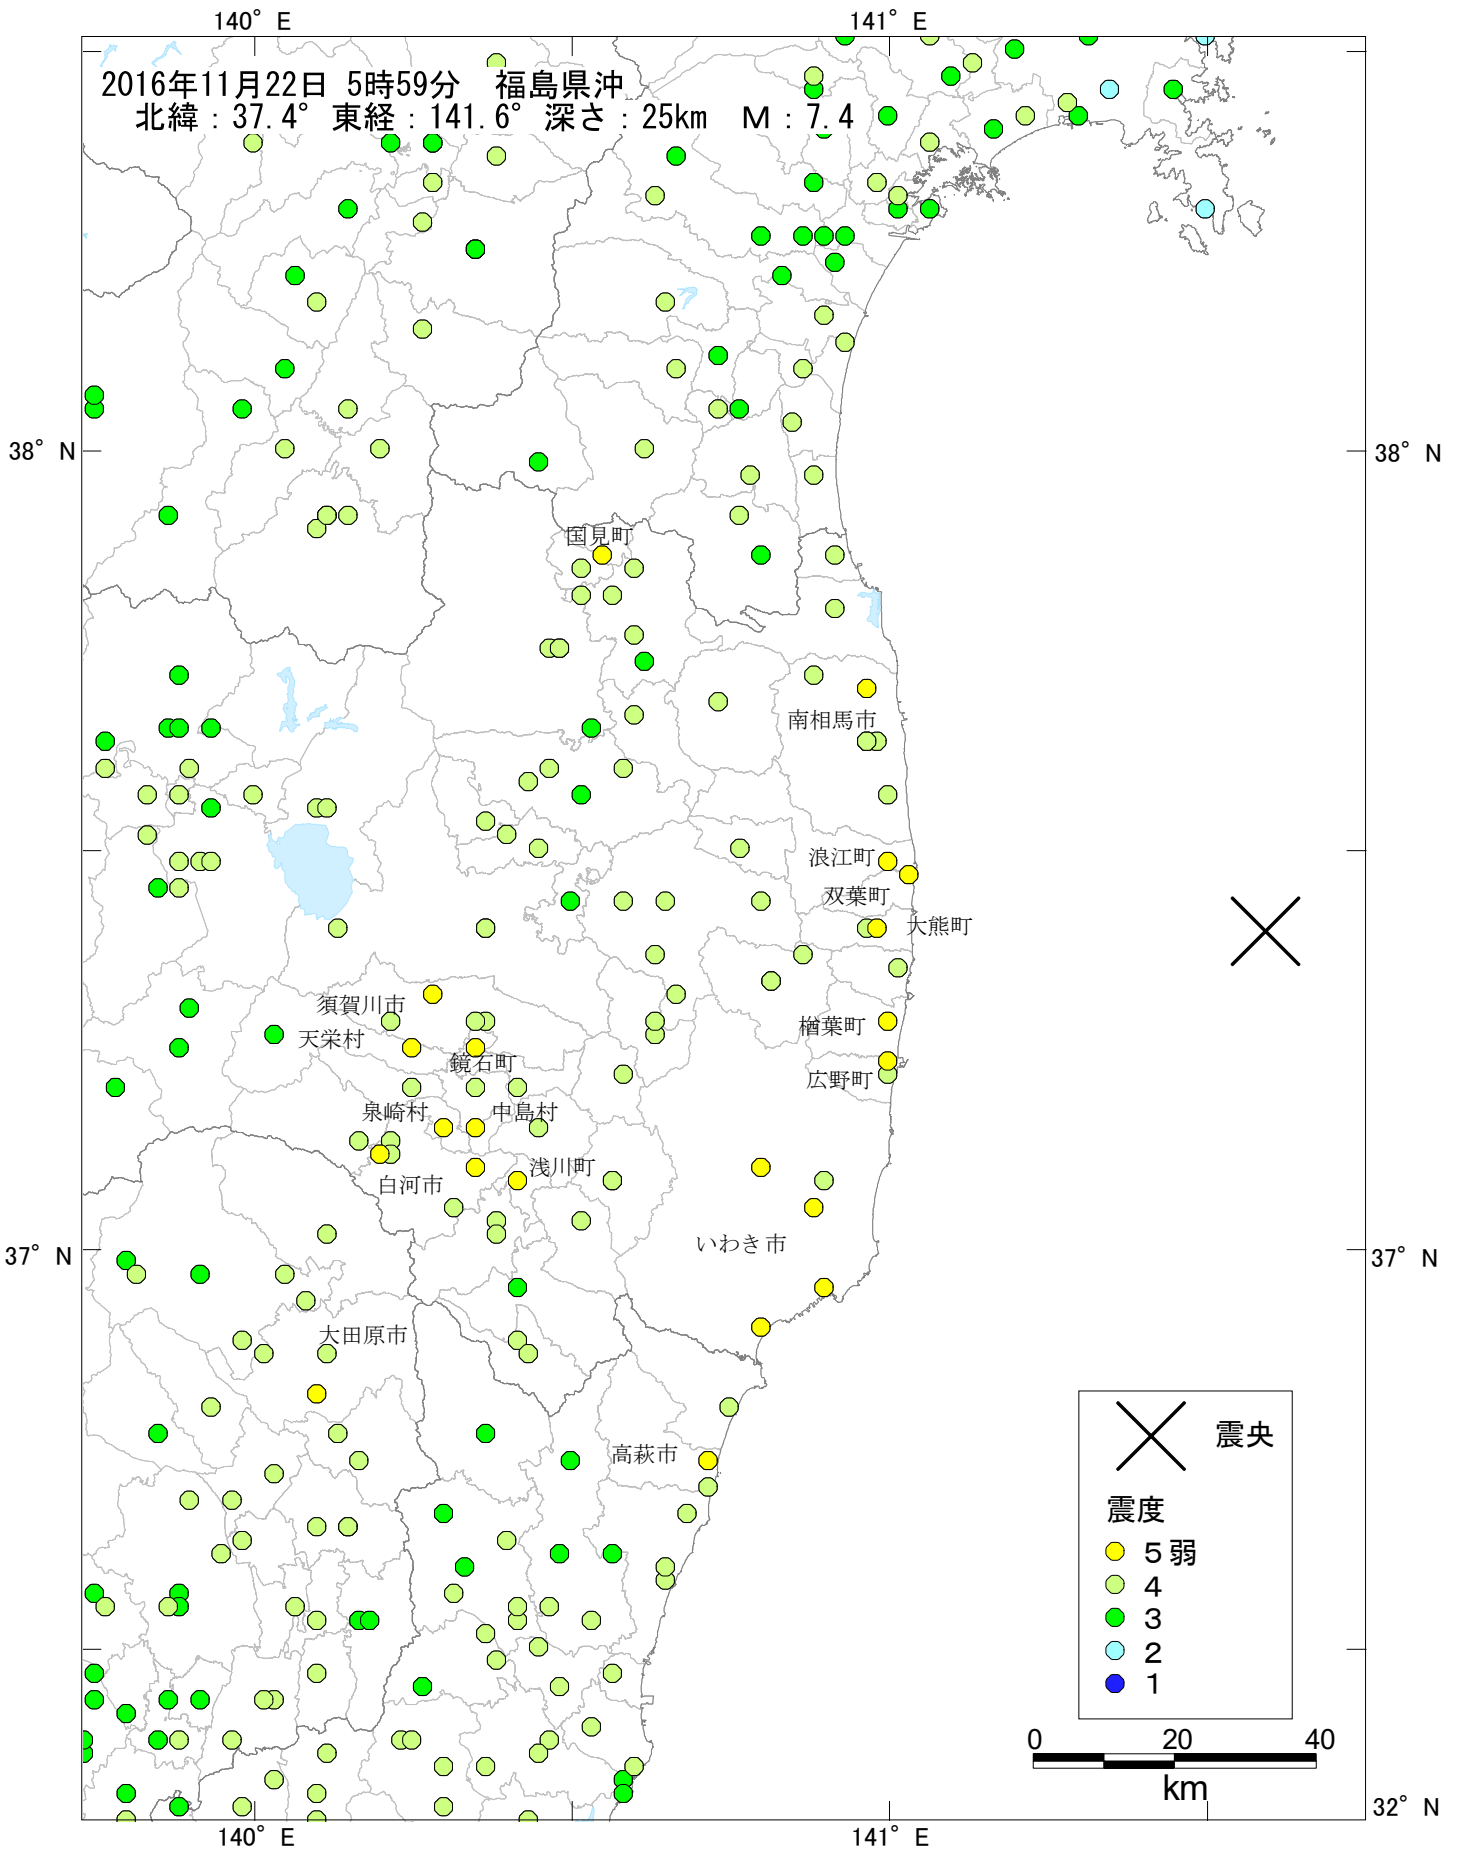 140° E 141° E
2016年11月22日 5時59分 福島県沖
北緯：37.4° 東経：141.6° 深さ：25km Ｍ：7.4
38° N 38° N
国見町
南相馬市
浪江町
双葉町
大熊町
須賀川市
天栄村
楢葉町
鏡石町
広野町
泉崎村 中島村
浅川町
白河市
いわき市
37° N 37° N
大田原市
高萩市
震央
震度
５弱
４
３
２
１
0 20 40
km
32° N
140° E 141° E